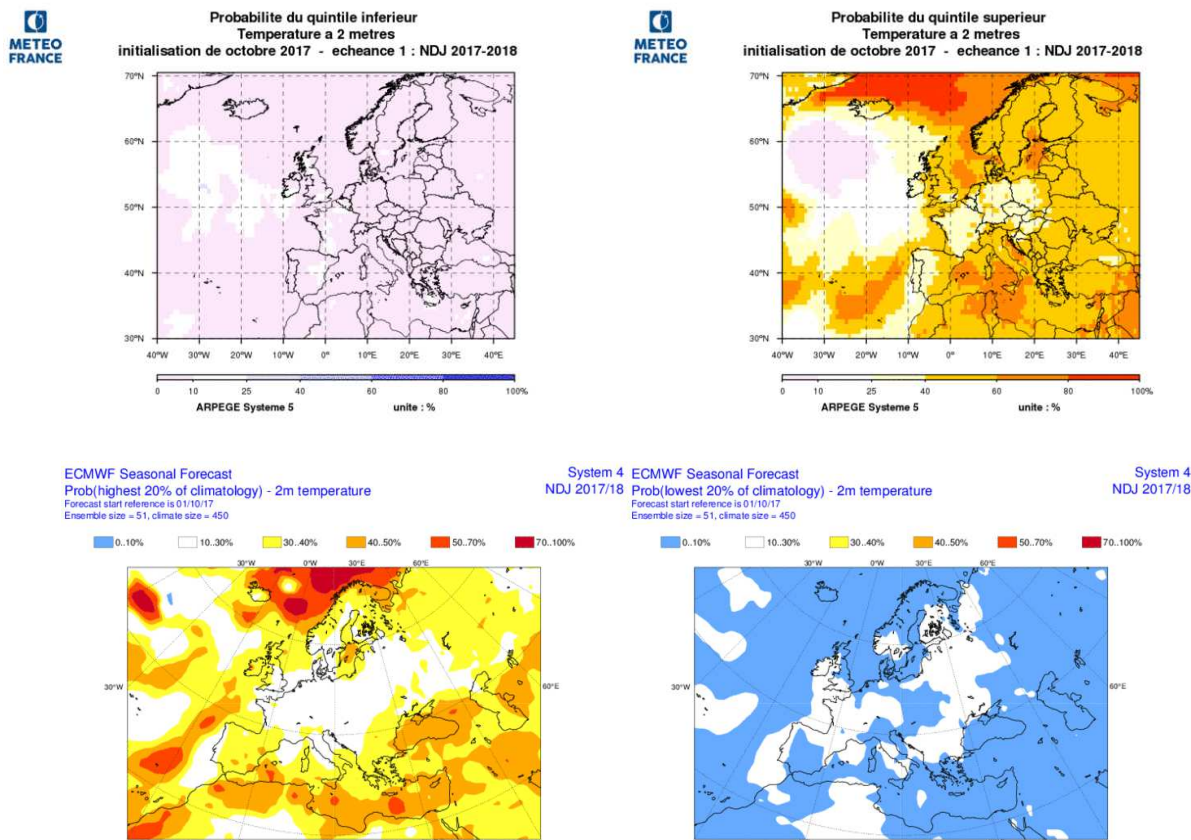 METEO
FRANCE
Probabilite du quintile inferieur
Temperature a 2 metres
initialisation de octobre 2017 - echeance 1 : NDJ 2017-2018
70°N
60°N
50°N
40°N
30°N
40°W 30°W 20°W 10°W 0° 10°E 20°E 30°E 40°E
0 10 25 40 60 80 100%
ARPEGE Systeme 5 unite : %
METEO
FRANCE
Probabilite du quintile superieur
Temperature a 2 metres
initialisation de octobre 2017 - echeance 1 : NDJ 2017-2018
70°N
60°N
50°N
40°N
30°N
40°W 30°W 20°W 10°W 0° 10°E 20°E 30°E 40°E
0 10 25 40 60 80 100%
ARPEGE Systeme 5 unite : %
ECMWF Seasonal Forecast System 4
Prob(highest 20% of climatology) - 2m temperature NDJ 2017/18
Forecast start reference is 01/10/17
Ensemble size = 51, climate size = 450
0..10% 10..30% 30..40% 40..50% 50..70% 70..100%
30°W 0°W 30°E 60°E
30°W 60°E
ECMWF Seasonal Forecast System 4
Prob(lowest 20% of climatology) - 2m temperature NDJ 2017/18
Forecast start reference is 01/10/17
Ensemble size = 51, climate size = 450
0..10% 10..30% 30..40% 40..50% 50..70% 70..100%
30°W 0°W 30°E 60°E
30°W 60°E